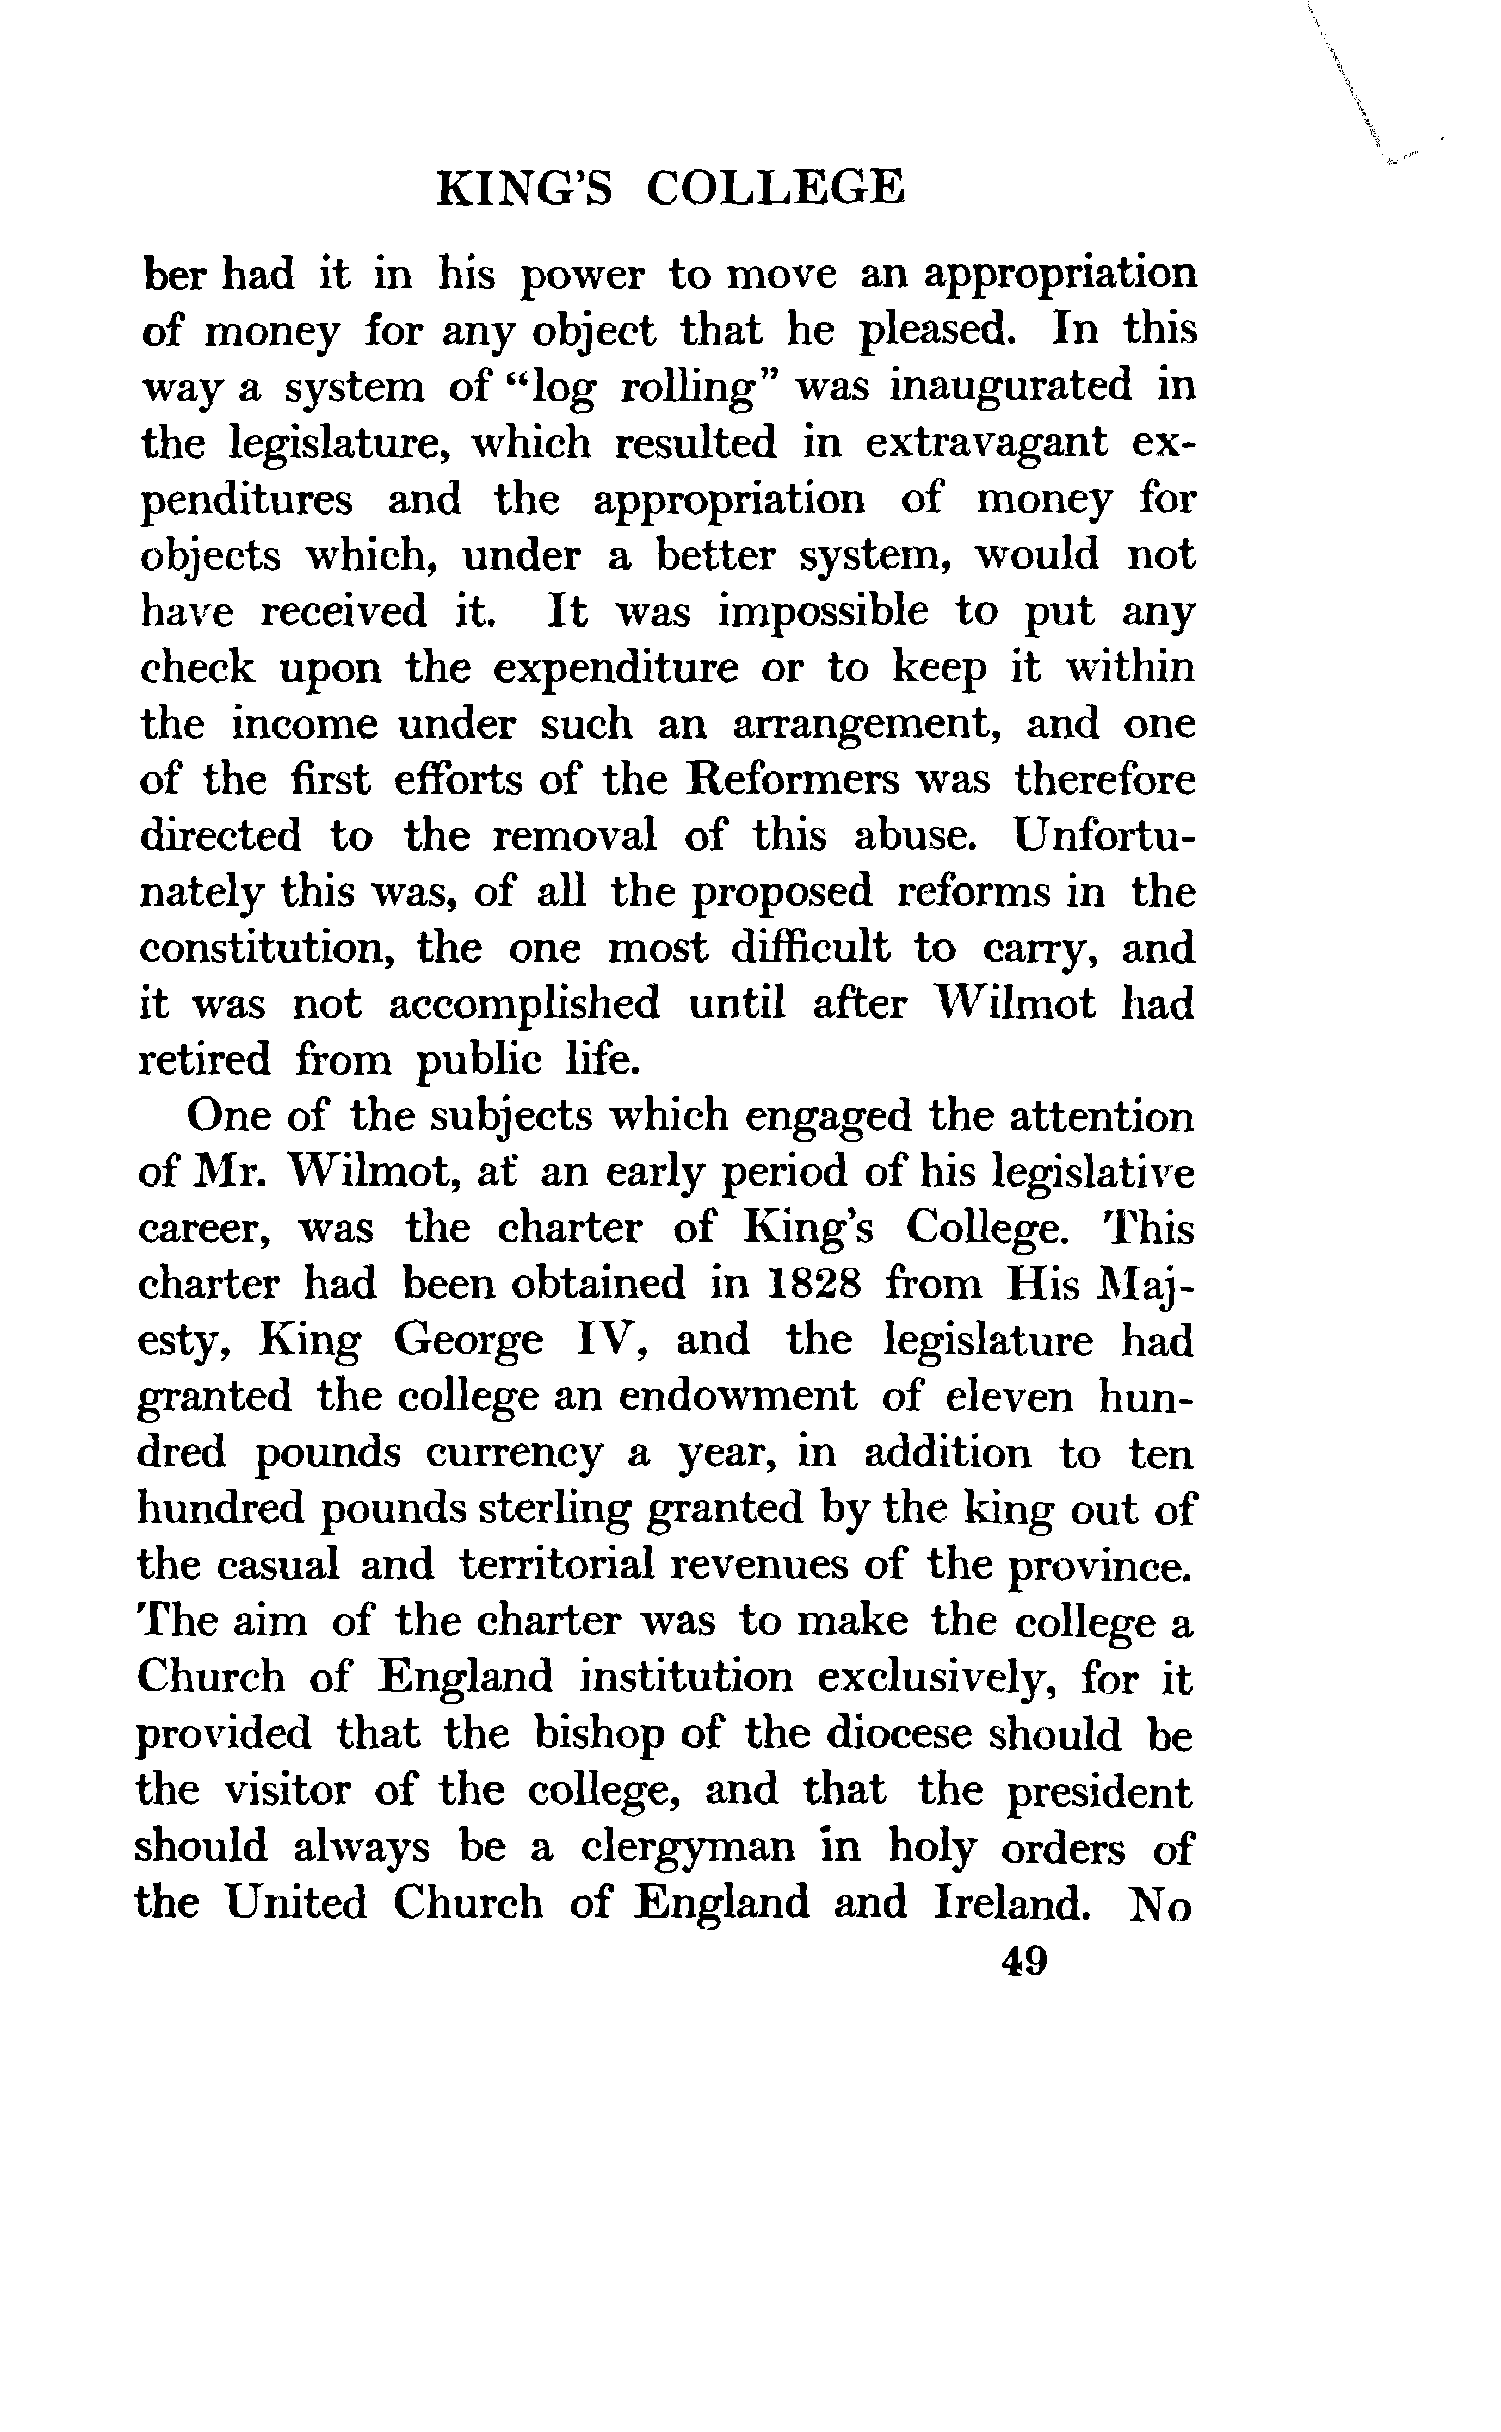 KING'S COLLEGE
ber had it in his power to move an appropriation
of money for any object that he pleased. In this
way a system of “log rolling” was inaugurated in
the legislature, which resulted in extravagant ex-
penditures and the appropriation of money for
objects which, under a better system, would not
have received it. It was impossible to put any
check upon the expenditure or to keep it within
the income under such an arrangement, and one
of the first efforts of the Reformers was therefore
directed to the removal of this abuse. Unfortu-
nately this was, of all the proposed reforms in the
constitution, the one most difficult to carry, and
it was not accomplished until after Wilmot had
retired from public life.
One of the subjects which engaged the attention
of Mr. Wilmot, at an early period of his legislative
career, was the charter of King's College. This
charter had been obtained in 1828 from His Maj-
esty, King George IV, and the legislature had
granted the college an endowment of eleven hun-
dred pounds currency a year, in addition to ten
hundred pounds sterling granted by the king out of
the casual and territorial revenues of the province.
The aim of the charter was to make the college a
Church of England institution exclusively, for it
provided that the bishop of the diocese should be
the visitor of the college, and that the president
should always be a clergyman in holy orders of
the United Church of England and Ireland. No
49